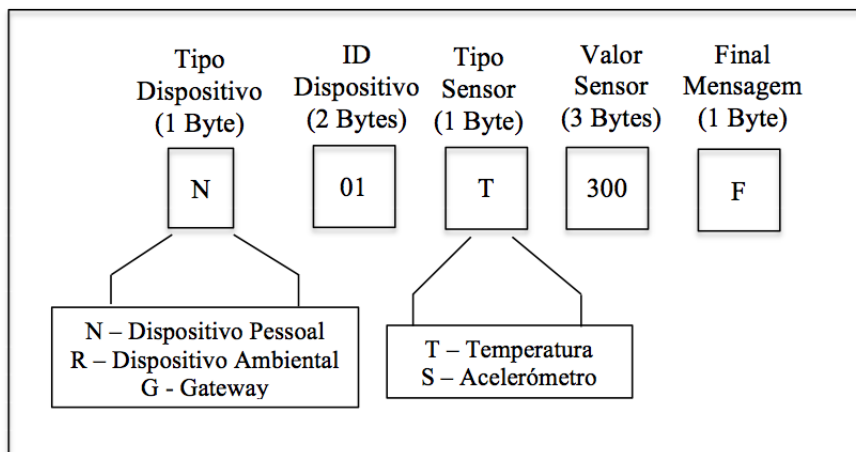 Tipo
Dispositivo
(1 Byte)
ID
Dispositivo
(2 Bytes)
Tipo
Sensor
(1 Byte)
Valor
Sensor
(3 Bytes)
Final
Mensagem
(1 Byte)
N
01
T
300
F
N – Dispositivo Pessoal
R – Dispositivo Ambiental
G - Gateway
T – Temperatura
S – Acelerómetro